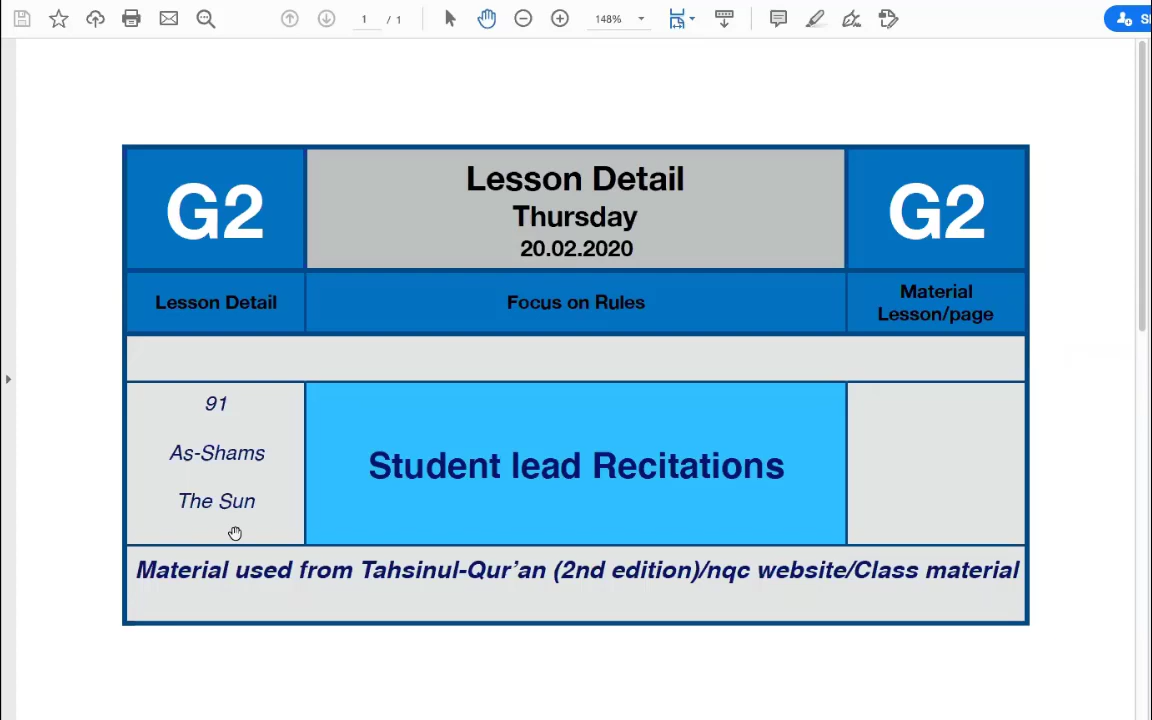 1 / 1
148%
G2
Lesson Detail
Thursday
20.02.2020
G2
Lesson Detail
Focus on Rules
Material
Lesson/page
91
As-Shams
The Sun
Student lead Recitations
Material used from Tahsinul-Qur’an (2nd edition)/nqc website/Class material